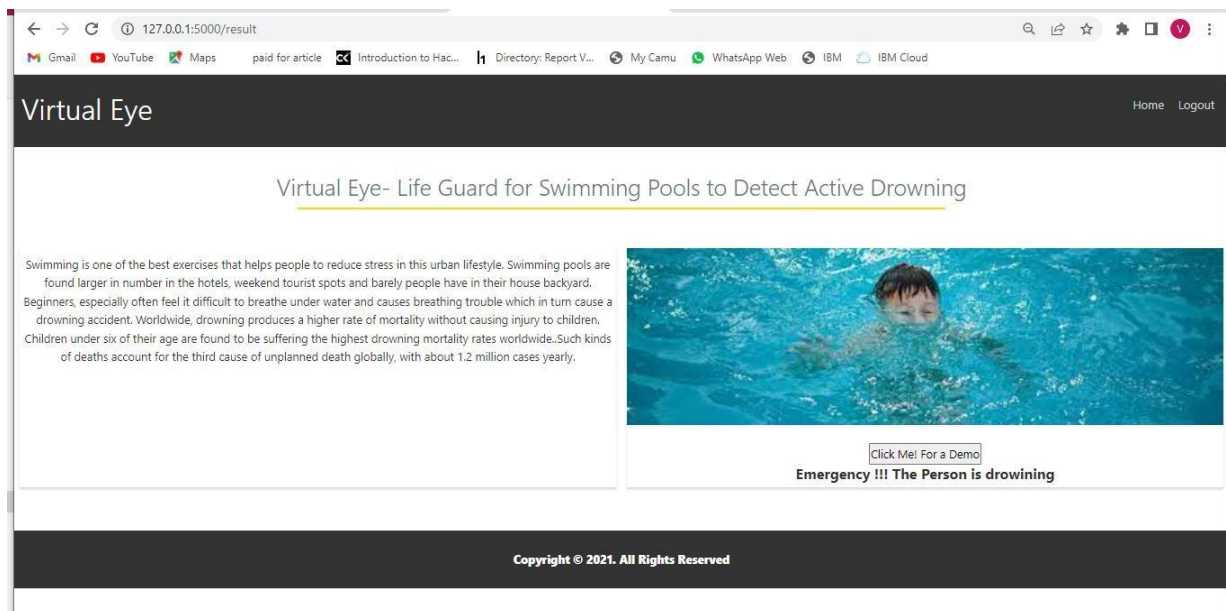 127.0.0.1:5000/result
Gmail YouTube Maps paid for article Introduction to Hac... Directory: Report V... My Camu WhatsApp Web IBM IBM Cloud
Virtual Eye Home Logout
Virtual Eye- Life Guard for Swimming Pools to Detect Active Drowning
Swimming is one of the best exercises that helps people to reduce stress in this urban lifestyle. Swimming pools are
found larger in number in the hotels, weekend tourist spots and barely people have in their house backyard.
Beginners, especially often feel it difficult to breathe under water and causes breathing trouble which in turn cause a
drowning accident. Worldwide, drowning produces a higher rate of mortality without causing injury to children.
Children under six of their age are found to be suffering the highest drowning mortality rates worldwide..Such kinds
of deaths account for the third cause of unplanned death globally, with about 1.2 million cases yearly.
Click Me! For a Demo
Emergency !!! The Person is drowining
Copyright © 2021. All Rights Reserved